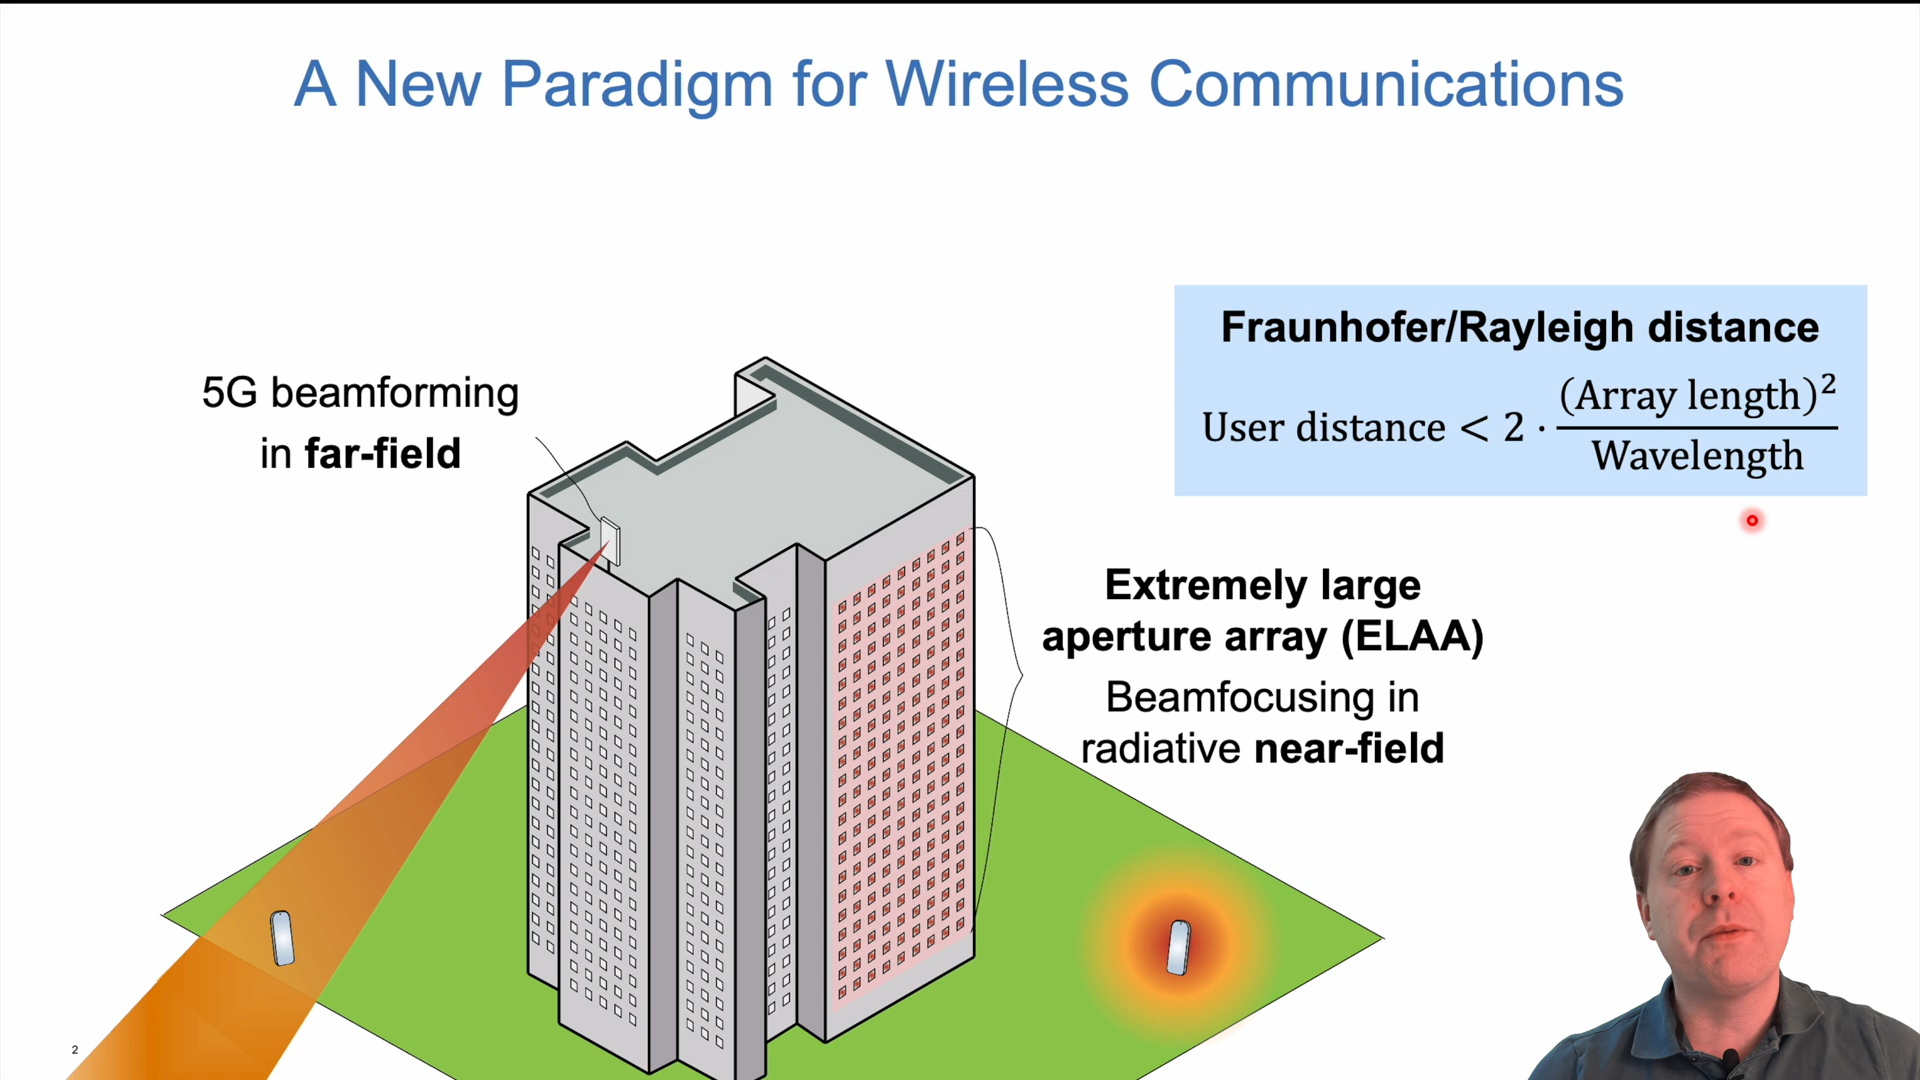 A New Paradigm for Wireless Communications
5G beamforming
in far-field
Fraunhofer/Rayleigh distance
User distance < 2 · (Array length)² / Wavelength
Extremely large
aperture array (ELAA)
Beamfocusing in
radiative near-field
2